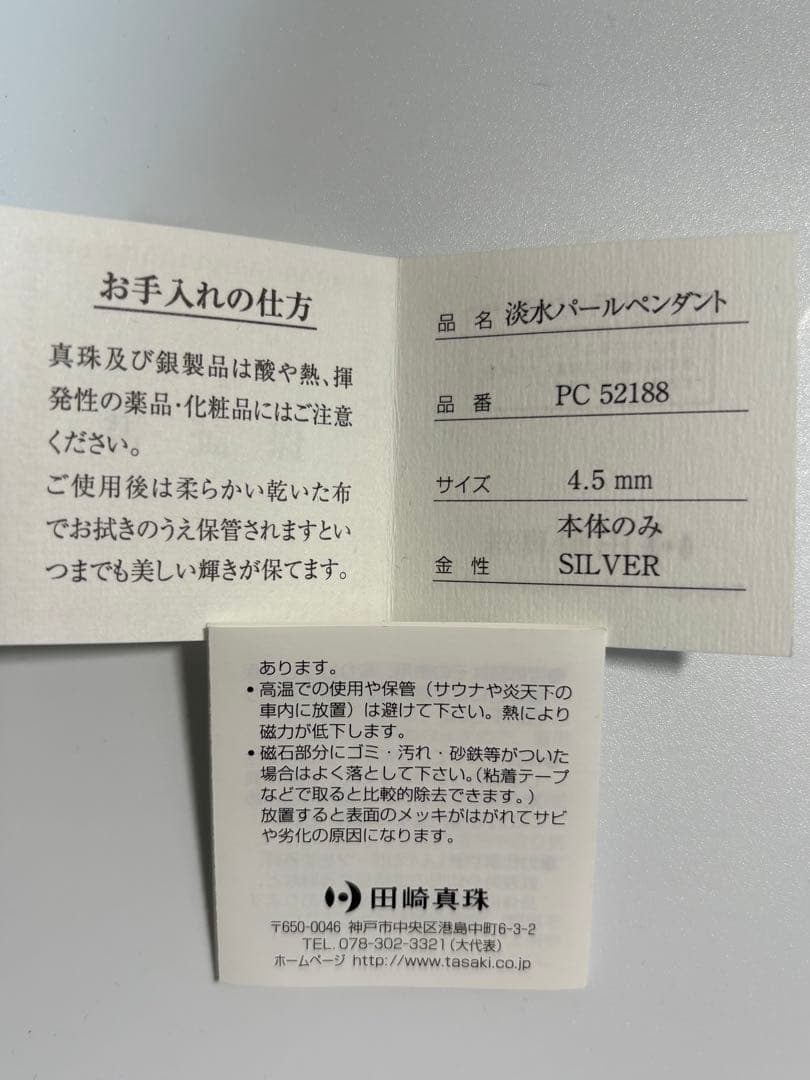 お手入れの仕方
真珠及び銀製品は酸や熱、揮
発性の薬品・化粧品にはご注意
ください。
ご使用後は柔らかい乾いた布
でお拭きのうえ保管されますとい
つまでも美しい輝きが保てます。
品 名 淡水パールペンダント
品 番 PC 52188
サイズ 4.5 mm
本体のみ
金 性 SILVER
あります。
•高温での使用や保管(サウナや炎天下の
車内に放置)は避けて下さい。熱により
磁力が低下します。
•磁石部分にゴミ・汚れ・砂鉄等がついた
場合はよく落として下さい。(粘着テープ
などで取ると比較的除去できます。)
放置すると表面のメッキがはがれてサビ
や劣化の原因になります。
田崎真珠
〒650-0046 神戸市中央区港島中町6-3-2
TEL. 078-302-3321(大代表)
ホームページ http://www.tasaki.co.jp